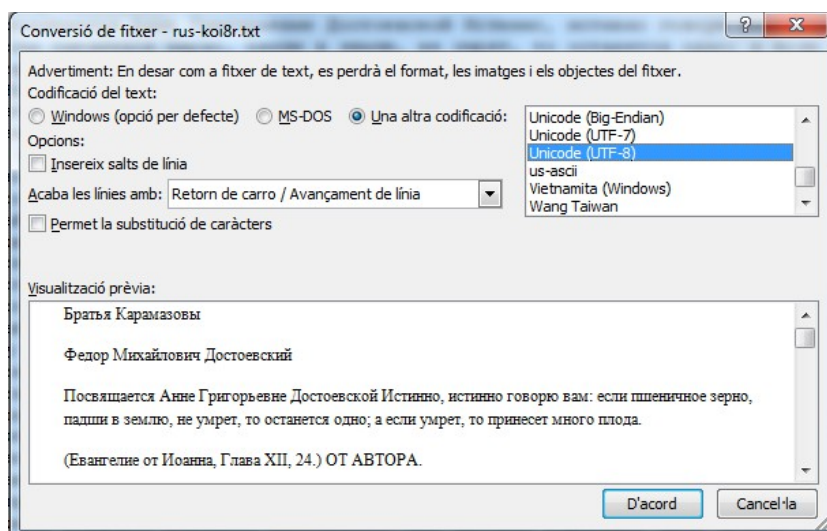 Conversió de fitxer - rus-koi8r.txt
Advertiment: En desar com a fitxer de text, es perdrà el format, les imatges i els objectes del fitxer.
Codificació del text:
Windows (opció per defecte) MS-DOS Una altra codificació:
Opcions:
Insereix salts de línia
Acaba les línies amb: Retorn de carro / Avançament de línia
Permet la substitució de caràcters
Unicode (Big-Endian)
Unicode (UTF-7)
Unicode (UTF-8)
us-ascii
Vietnamita (Windows)
Wang Taiwan
Visualització prèvia:
Братья Карамазовы
Федор Михайлович Достоевский
Посвящается Анне Григорьевне Достоевской Истинно, истинно говорю вам: если пшеничное зерно,
падши в землю, не умрет, то останется одно; а если умрет, то принесет много плода.
(Евангелие от Иоанна, Глава XII, 24.) ОТ АВТОРА.
D'acord Cancel·la